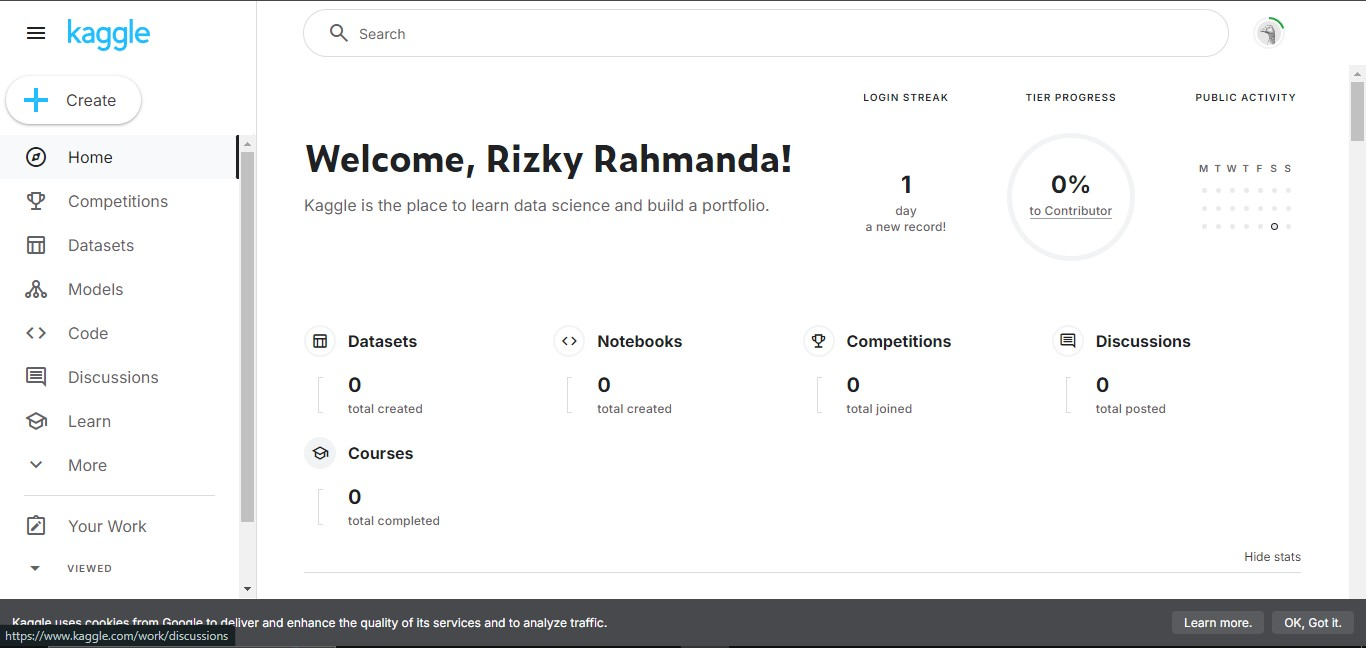 kaggle
Search
Create
Home
Competitions
Datasets
Models
Code
Discussions
Learn
More
Your Work
VIEWED
LOGIN STREAK
TIER PROGRESS
PUBLIC ACTIVITY
Welcome, Rizky Rahmanda!
Kaggle is the place to learn data science and build a portfolio.
1
day
a new record!
0%
to Contributor
M T W T F S S
Datasets
0
total created
Notebooks
0
total created
Competitions
0
total joined
Discussions
0
total posted
Courses
0
total completed
Hide stats
Kaggle uses cookies from Google to deliver and enhance the quality of its services and to analyze traffic.
Learn more.
OK, Got it.
https://www.kaggle.com/work/discussions